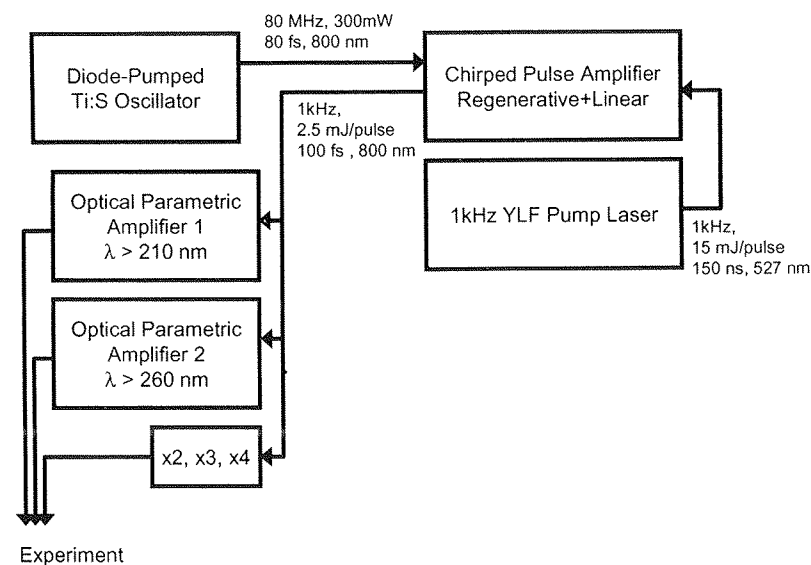 80 MHz, 300mW
80 fs, 800 nm
Diode-Pumped
Ti:S Oscillator
Chirped Pulse Amplifier
Regenerative+Linear
1kHz,
2.5 mJ/pulse
100 fs , 800 nm
Optical Parametric
Amplifier 1
λ > 210 nm
1kHz YLF Pump Laser
1kHz,
15 mJ/pulse
150 ns, 527 nm
Optical Parametric
Amplifier 2
λ > 260 nm
x2, x3, x4
Experiment